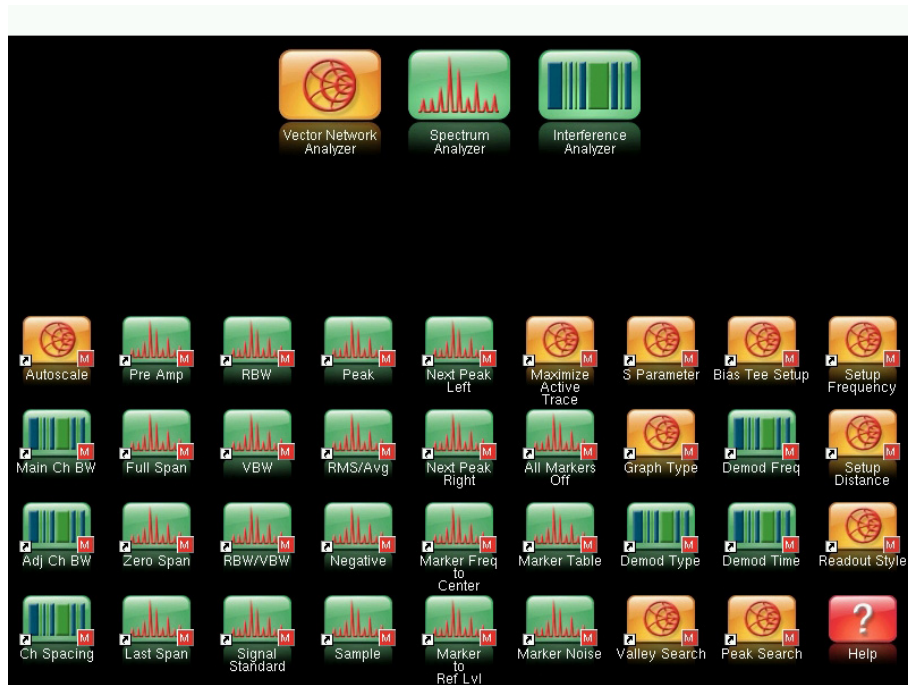 Vector Network
Analyzer
Spectrum
Analyzer
Interference
Analyzer
M M M M M M M M M
Autoscale Pre Amp RBW Peak Next Peak
Left Maximize
Active
Trace S Parameter Bias Tee Setup Setup
Frequency
M M M M M M M M M
Main Ch BW Full Span VBW RMS/Avg Next Peak
Right All Markers
Off Graph Type Demod Freq Setup
Distance
M M M M M M M M M
Adj Ch BW Zero Span RBW/VBW Negative Marker Freq
to
Center Marker Table Demod Type Demod Time Readout Style
M M M M M M M M ?
Ch Spacing Last Span Signal
Standard Sample Marker
to
Ref Lvl Marker Noise Valley Search Peak Search Help